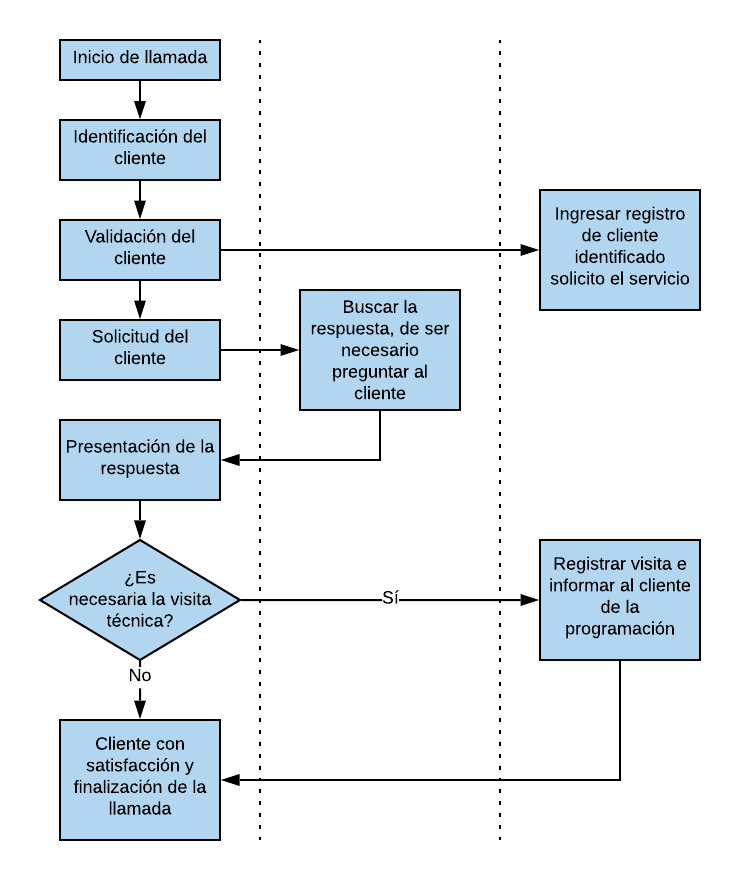 Inicio de llamada
Identificación del
cliente
Validación del
cliente
Ingresar registro
de cliente
identificado
solicito el servicio
Solicitud del
cliente
Buscar la
respuesta, de ser
necesario
preguntar al
cliente
Presentación de la
respuesta
¿Es
necesaria la visita
técnica?
Sí
Registrar visita e
informar al cliente
de la
programación
No
Cliente con
satisfacción y
finalización de la
llamada